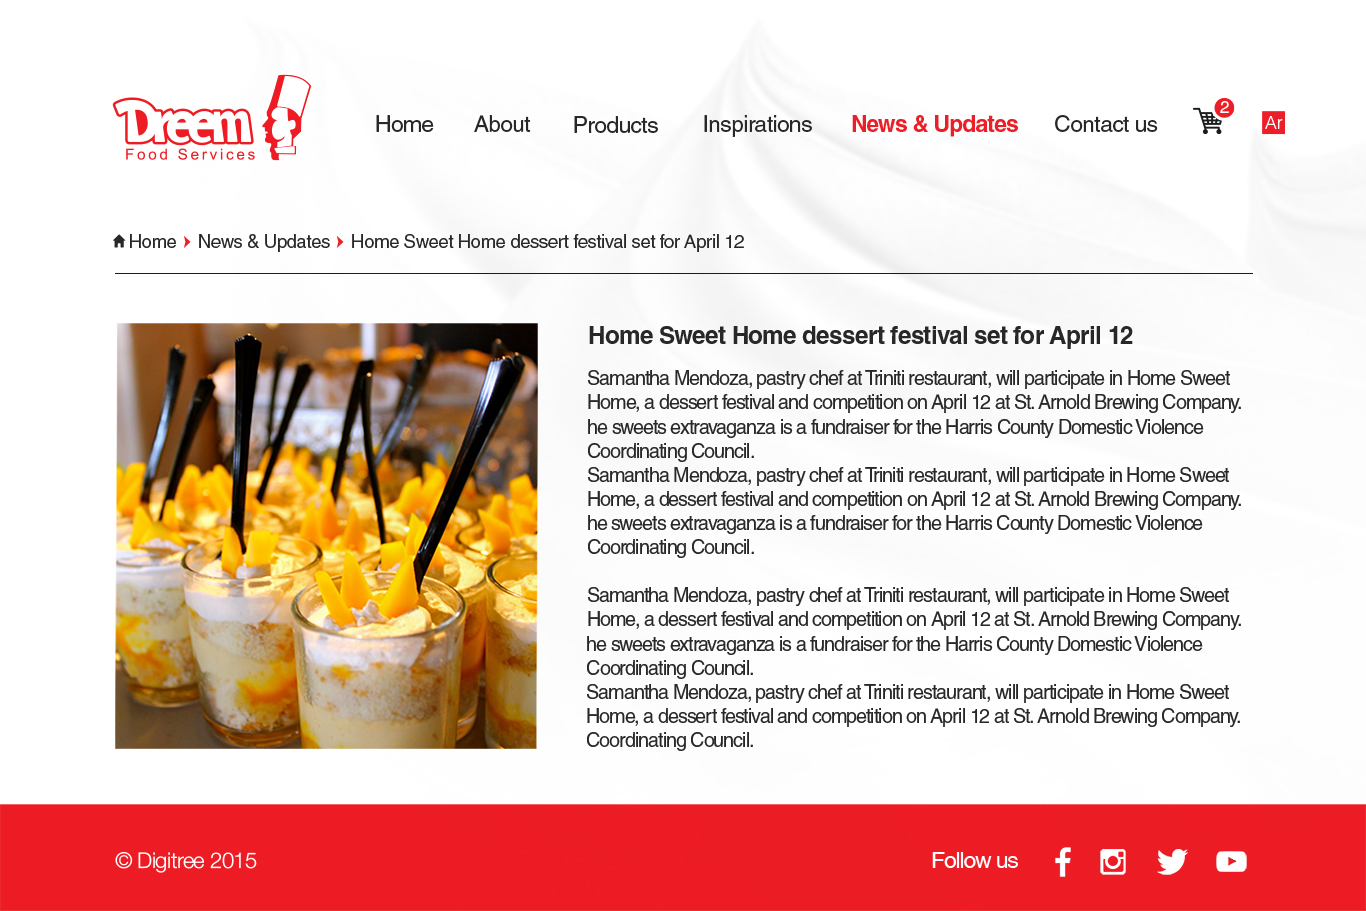 Dreem
Food Services
Home
About
Products
Inspirations
News & Updates
Contact us
2
Ar
Home
News & Updates
Home Sweet Home dessert festival set for April 12
Home Sweet Home dessert festival set for April 12
Samantha Mendoza, pastry chef at Triniti restaurant, will participate in Home Sweet
Home, a dessert festival and competition on April 12 at St. Arnold Brewing Company.
he sweets extravaganza is a fundraiser for the Harris County Domestic Violence
Coordinating Council.
Samantha Mendoza, pastry chef at Triniti restaurant, will participate in Home Sweet
Home, a dessert festival and competition on April 12 at St. Arnold Brewing Company.
he sweets extravaganza is a fundraiser for the Harris County Domestic Violence
Coordinating Council.
Samantha Mendoza, pastry chef at Triniti restaurant, will participate in Home Sweet
Home, a dessert festival and competition on April 12 at St. Arnold Brewing Company.
he sweets extravaganza is a fundraiser for the Harris County Domestic Violence
Coordinating Council.
Samantha Mendoza, pastry chef at Triniti restaurant, will participate in Home Sweet
Home, a dessert festival and competition on April 12 at St. Arnold Brewing Company.
Coordinating Council.
© Digitree 2015
Follow us